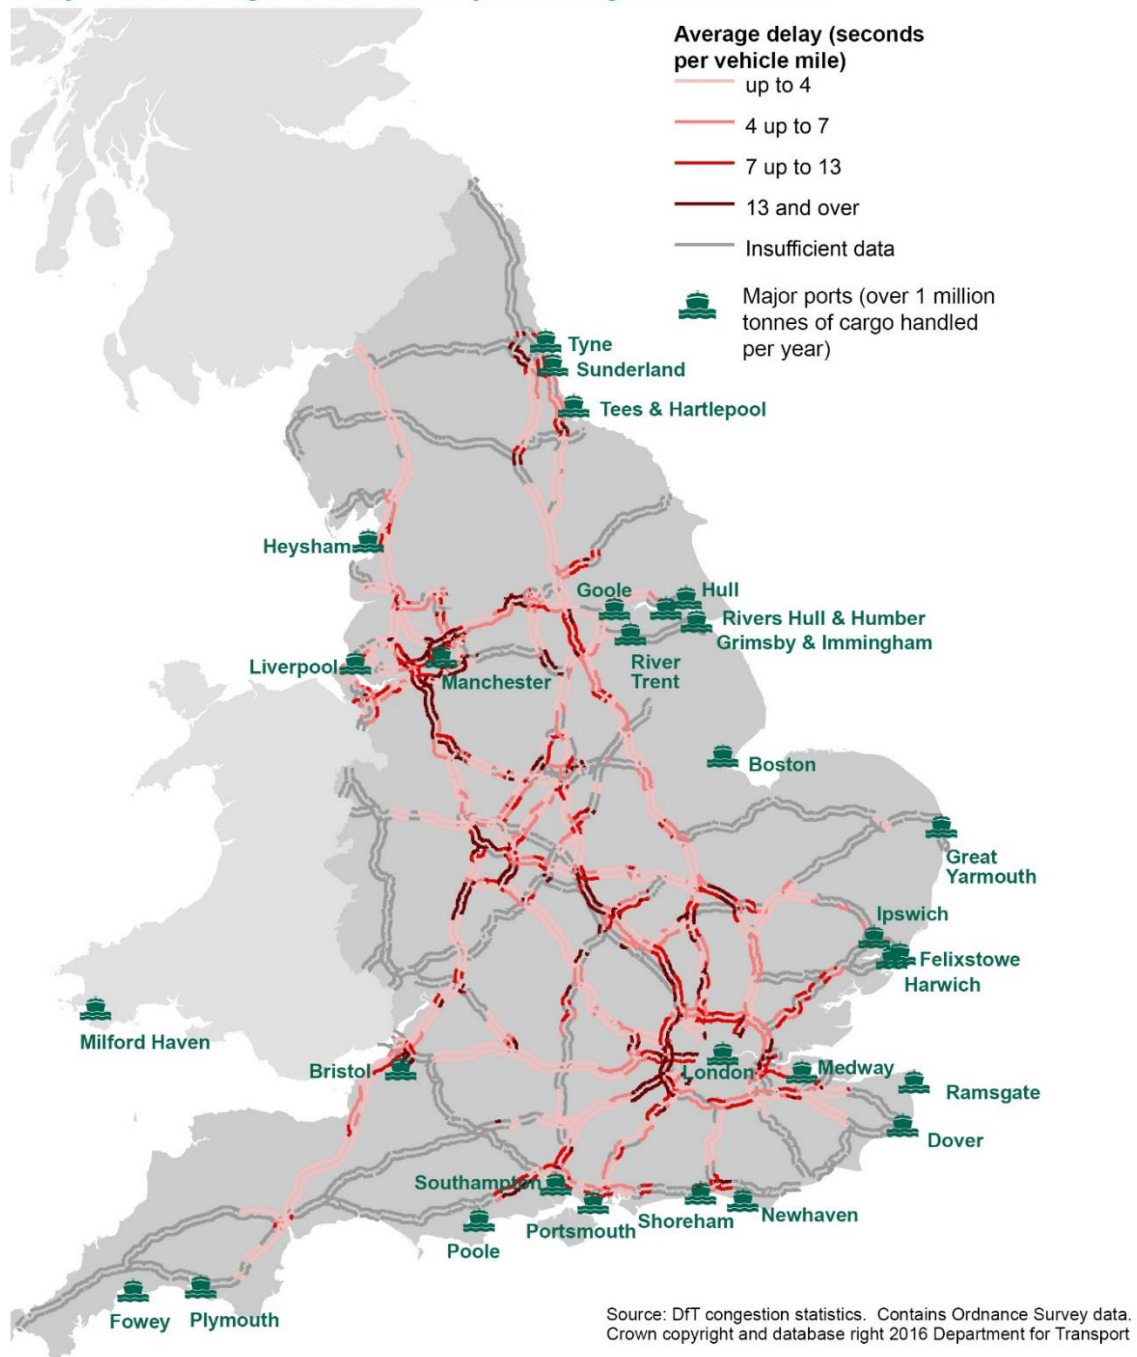 Average delay (seconds
per vehicle mile)
up to 4
4 up to 7
7 up to 13
13 and over
Insufficient data
Major ports (over 1 million
tonnes of cargo handled
per year)
Tyne
Sunderland
Tees & Hartlepool
Heysham
Goole
Hull
Rivers Hull & Humber
Grimsby & Immingham
Liverpool
Manchester
River
Trent
Boston
Great
Yarmouth
Ipswich
Felixstowe
Harwich
Milford Haven
Bristol
London
Medway
Ramsgate
Dover
Southampton
Portsmouth
Shoreham
Newhaven
Poole
Fowey
Plymouth
Source: DfT congestion statistics. Contains Ordnance Survey data.
Crown copyright and database right 2016 Department for Transport